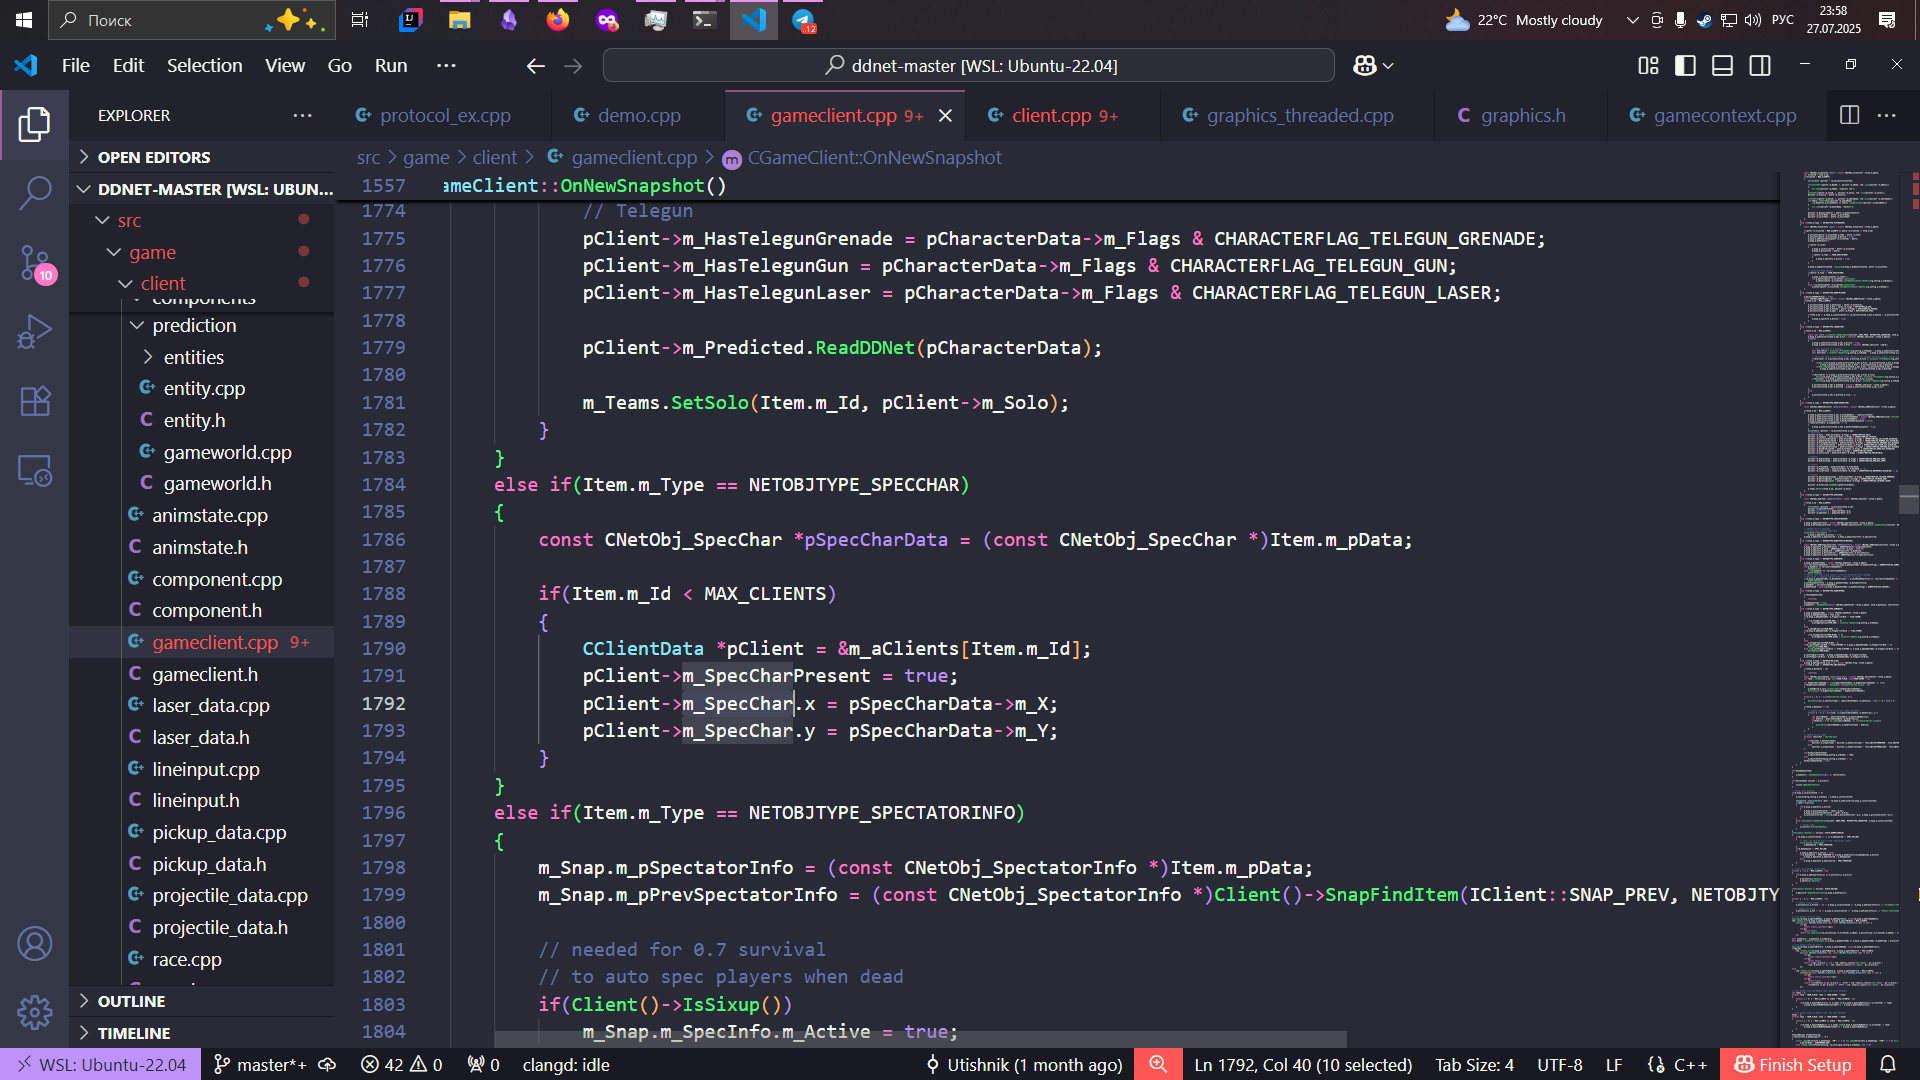 Поиск
..12
22°C Mostly cloudy
РУС
23:58
27.07.2025
File Edit Selection View Go Run ···
ddnet-master [WSL: Ubuntu-22.04]
EXPLORER ···
protocol_ex.cpp
demo.cpp
gameclient.cpp 9+
client.cpp 9+
graphics_threaded.cpp
graphics.h
gamecontext.cpp
src > game > client > gameclient.cpp > CGameClient::OnNewSnapshot
OPEN EDITORS
DDNET-MASTER [WSL: UBUN...
src
game
client
components
prediction
entities
entity.cpp
entity.h
gameworld.cpp
gameworld.h
animstate.cpp
animstate.h
component.cpp
component.h
gameclient.cpp 9+
gameclient.h
laser_data.cpp
laser_data.h
lineinput.cpp
lineinput.h
pickup_data.cpp
pickup_data.h
projectile_data.cpp
projectile_data.h
race.cpp
OUTLINE
TIMELINE
10
1557 ameClient::OnNewSnapshot()
1774 // Telegun
1775 pClient->m_HasTelegunGrenade = pCharacterData->m_Flags & CHARACTERFLAG_TELEGUN_GRENADE;
1776 pClient->m_HasTelegunGun = pCharacterData->m_Flags & CHARACTERFLAG_TELEGUN_GUN;
1777 pClient->m_HasTelegunLaser = pCharacterData->m_Flags & CHARACTERFLAG_TELEGUN_LASER;
1778
1779 pClient->m_Predicted.ReadDDNet(pCharacterData);
1780
1781 m_Teams.SetSolo(Item.m_Id, pClient->m_Solo);
1782 }
1783 }
1784 else if(Item.m_Type == NETOBJTYPE_SPECCHAR)
1785 {
1786 const CNetObj_SpecChar *pSpecCharData = (const CNetObj_SpecChar *)Item.m_pData;
1787
1788 if(Item.m_Id < MAX_CLIENTS)
1789 {
1790 CClientData *pClient = &m_aClients[Item.m_Id];
1791 pClient->m_SpecCharPresent = true;
1792 pClient->m_SpecChar.x = pSpecCharData->m_X;
1793 pClient->m_SpecChar.y = pSpecCharData->m_Y;
1794 }
1795 }
1796 else if(Item.m_Type == NETOBJTYPE_SPECTATORINFO)
1797 {
1798 m_Snap.m_pSpectatorInfo = (const CNetObj_SpectatorInfo *)Item.m_pData;
1799 m_Snap.m_pPrevSpectatorInfo = (const CNetObj_SpectatorInfo *)Client()->SnapFindItem(IClient::SNAP_PREV, NETOBJTY
1800
1801 // needed for 0.7 survival
1802 // to auto spec players when dead
1803 if(Client()->IsSixup())
1804 m_Snap.m_SpecInfo.m_Active = true;
WSL: Ubuntu-22.04 master*+ 42 0 0 clangd: idle Utishnik (1 month ago) Ln 1792, Col 40 (10 selected) Tab Size: 4 UTF-8 LF {} C++ Finish Setup